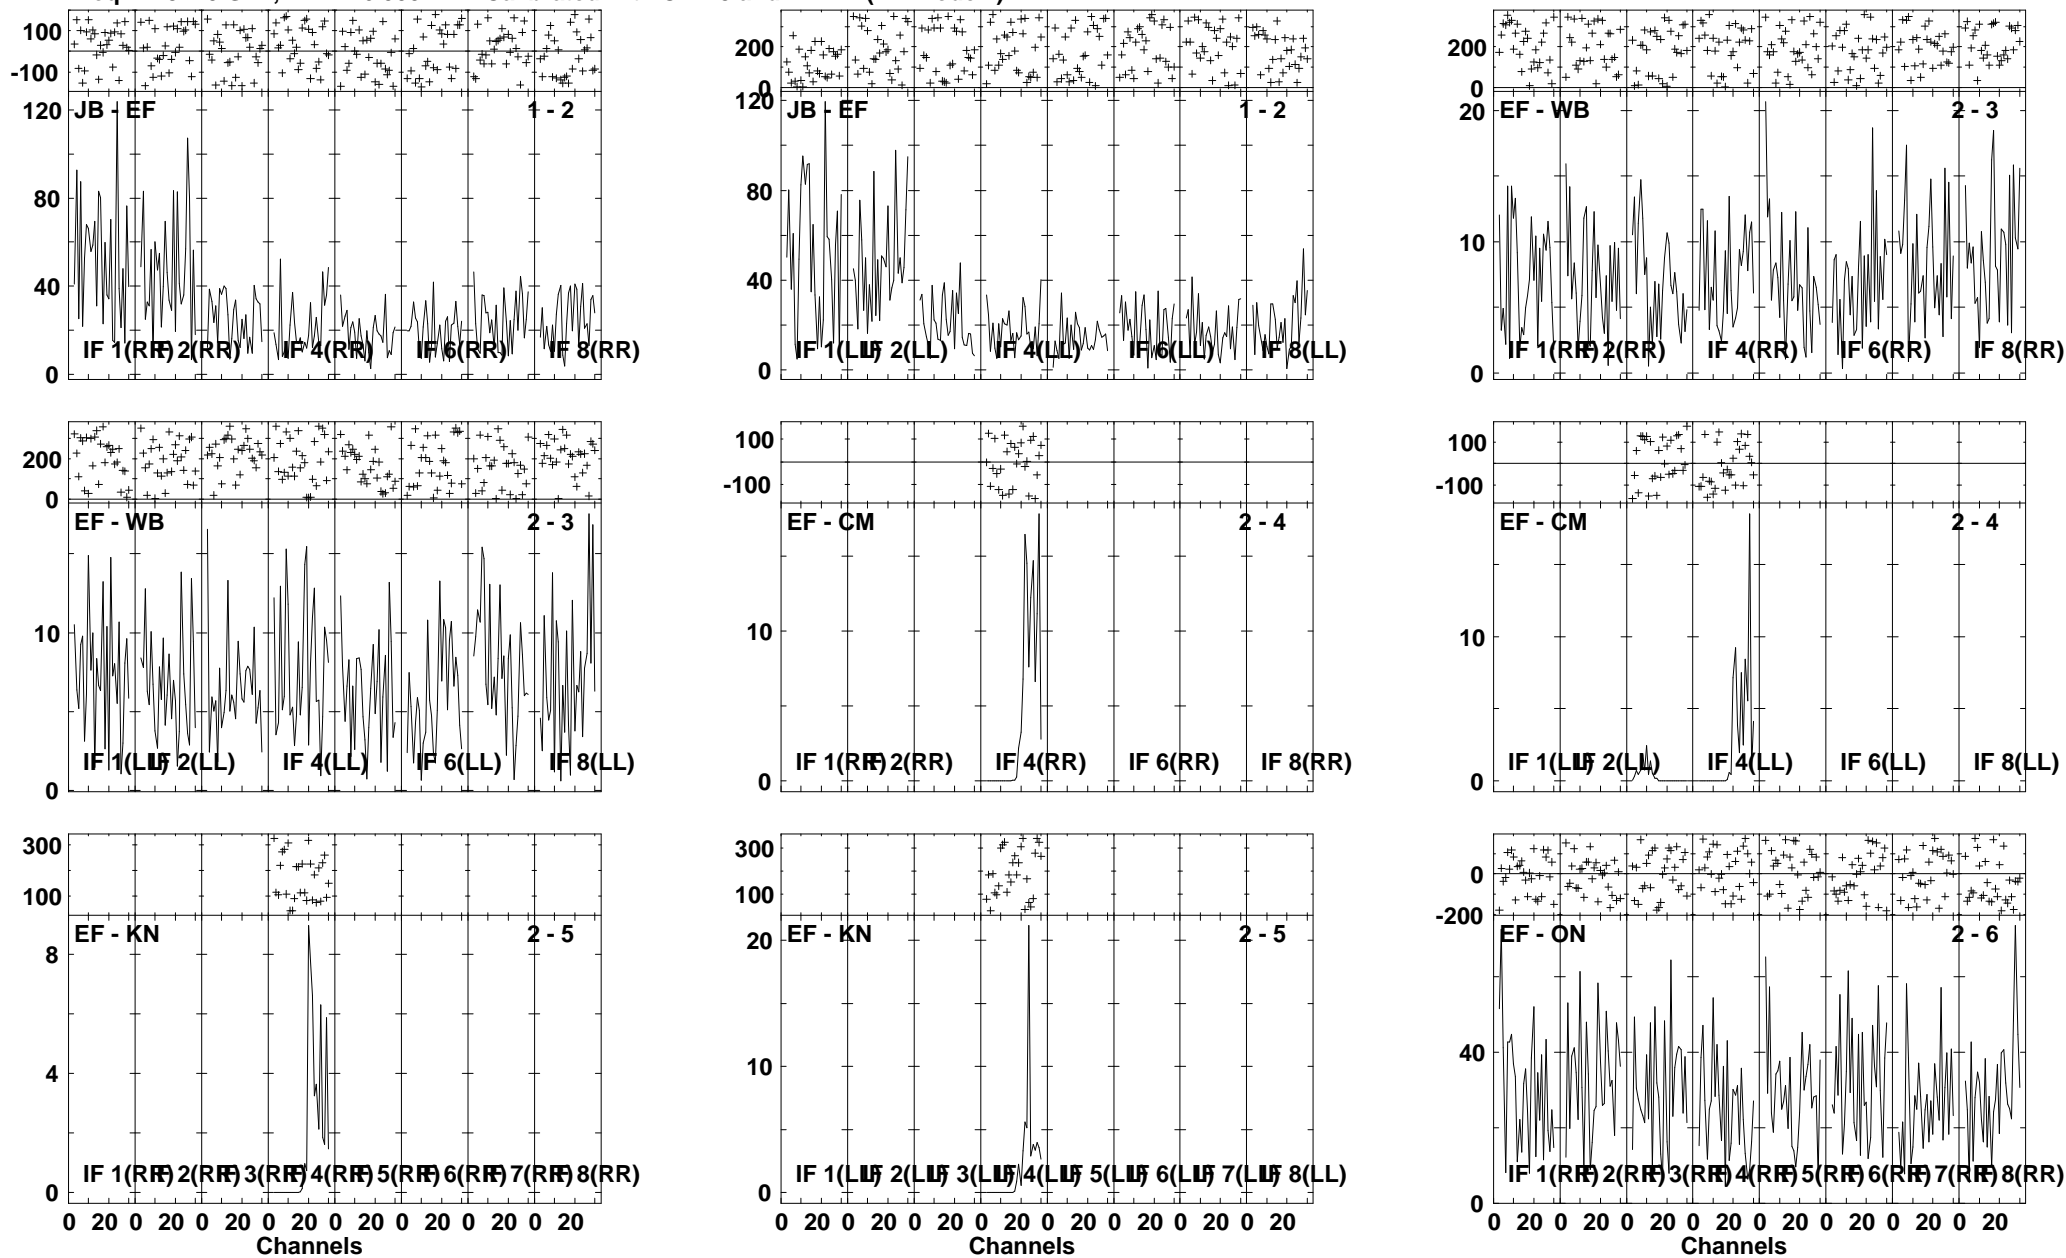 100
-100
JB - EF 1 - 2
120
80
40
0
IF 1(RR) IF 2(RR) IF 4(RR) IF 6(RR) IF 8(RR)
200
0
JB - EF 1 - 2
120
80
40
0
IF 1(LL) IF 2(LL) IF 4(LL) IF 6(LL) IF 8(LL)
200
0
EF - WB 2 - 3
20
10
0
IF 1(RR) IF 2(RR) IF 4(RR) IF 6(RR) IF 8(RR)
200
0
EF - WB 2 - 3
10
0
IF 1(LL) IF 2(LL) IF 4(LL) IF 6(LL) IF 8(LL)
100
-100
EF - CM 2 - 4
10
0
IF 1(RR) IF 2(RR) IF 4(RR) IF 6(RR) IF 8(RR)
100
-100
EF - CM 2 - 4
10
0
IF 1(LL) IF 2(LL) IF 4(LL) IF 6(LL) IF 8(LL)
300
100
EF - KN 2 - 5
8
4
0
IF 1(RR) IF 2(RR) IF 3(RR) IF 4(RR) IF 5(RR) IF 6(RR) IF 7(RR) IF 8(RR)
0 20 0 20 0 20 0 20 0 20 0 20 0 20 0 20
Channels
300
100
EF - KN 2 - 5
20
10
0
IF 1(LL) IF 2(LL) IF 3(LL) IF 4(LL) IF 5(LL) IF 6(LL) IF 7(LL) IF 8(LL)
0 20 0 20 0 20 0 20 0 20 0 20 0 20 0 20
Channels
0
-200
EF - ON 2 - 6
40
0
IF 1(RR) IF 2(RR) IF 3(RR) IF 4(RR) IF 5(RR) IF 6(RR) IF 7(RR) IF 8(RR)
0 20 0 20 0 20 0 20 0 20 0 20 0 20 0 20
Channels